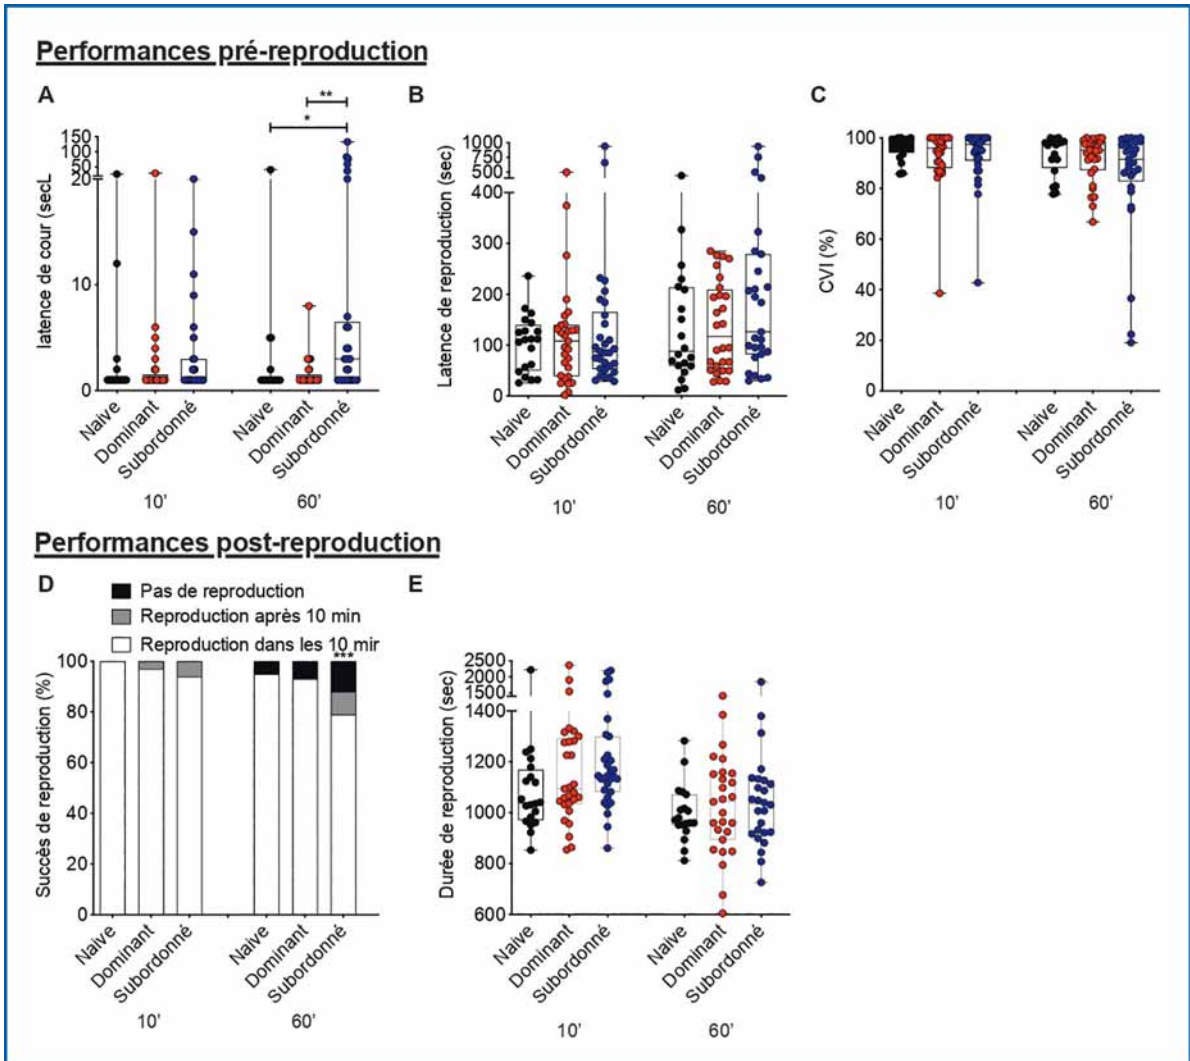 Performances pré-reproduction
A
B
C
**
*
150
100
50
20
10
0
latence de cour (secL
Naive
Dominant
Subordonné
Naive
Dominant
Subordonné
10'
60'
1000
750
500
400
300
200
100
0
Latence de reproduction (sec)
Naive
Dominant
Subordonné
Naive
Dominant
Subordonné
10'
60'
100
80
60
40
20
0
CVI (%)
Naive
Dominant
Subordonné
Naive
Dominant
Subordonné
10'
60'
Performances post-reproduction
D
E
Pas de reproduction
Reproduction après 10 min
Reproduction dans les 10 mir
***
100
80
60
40
20
0
Succès de reproduction (%)
Naive
Dominant
Subordonné
Naive
Dominant
Subordonné
10'
60'
2500
2000
1500
1400
1200
1000
800
600
Durée de reproduction (sec)
Naive
Dominant
Subordonné
Naive
Dominant
Subordonné
10'
60'